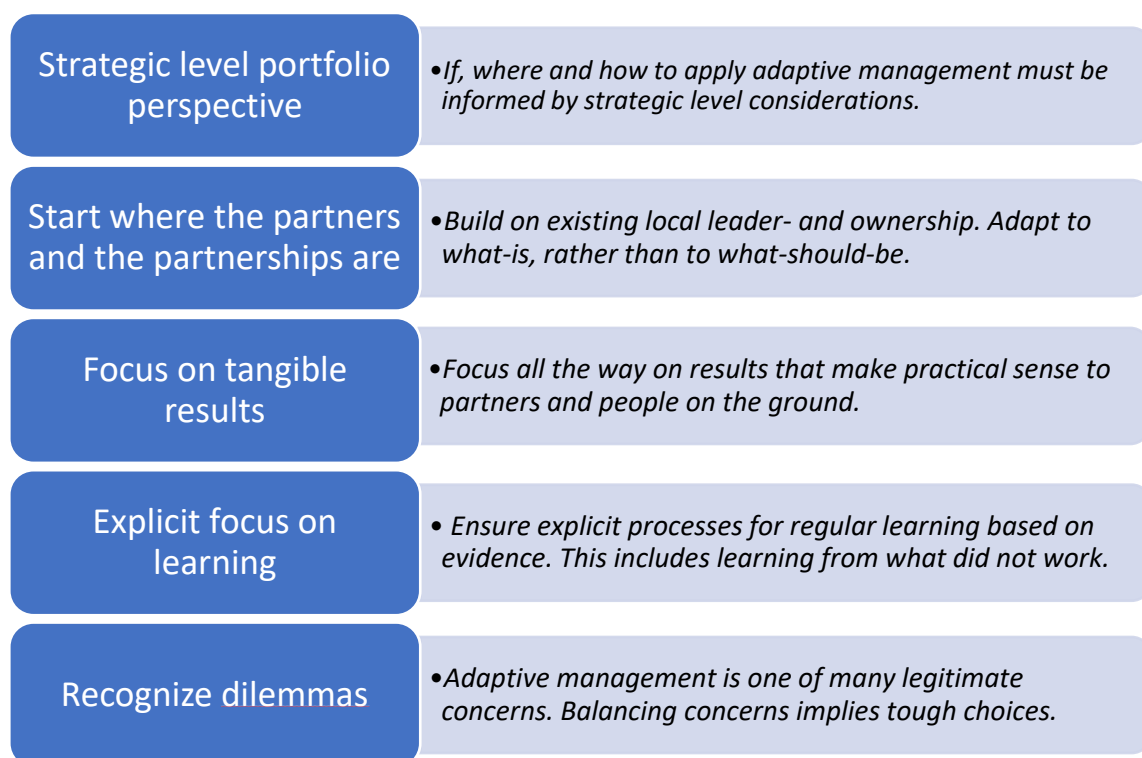 Strategic level portfolio
perspective
•If, where and how to apply adaptive management must be
informed by strategic level considerations.
Start where the partners
and the partnerships are
•Build on existing local leader- and ownership. Adapt to
what-is, rather than to what-should-be.
Focus on tangible
results
•Focus all the way on results that make practical sense to
partners and people on the ground.
Explicit focus on
learning
• Ensure explicit processes for regular learning based on
evidence. This includes learning from what did not work.
Recognize dilemmas
•Adaptive management is one of many legitimate
concerns. Balancing concerns implies tough choices.